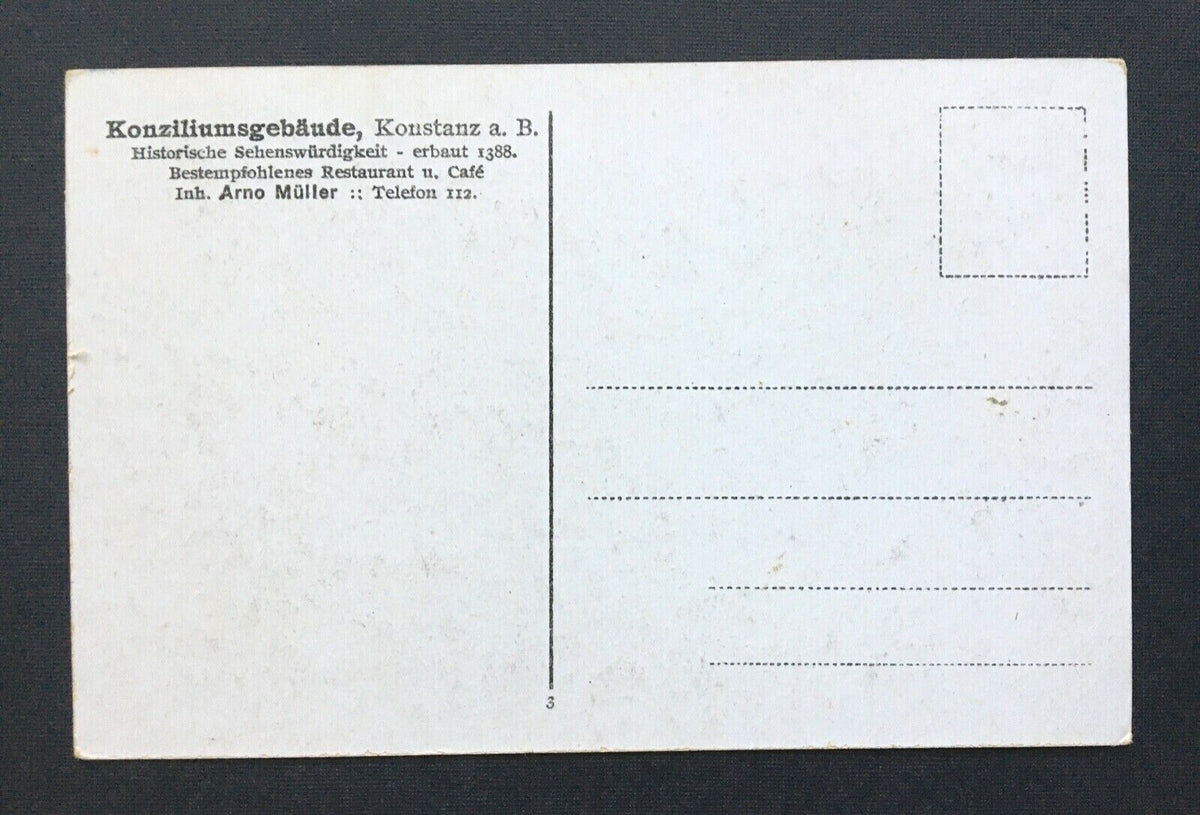 Konziliumsgebäude, Konstanz a. B.
Historische Sehenswürdigkeit - erbaut 1388.
Bestempfohlenes Restaurant u. Café
Inh. Arno Müller :: Telefon 112.
3